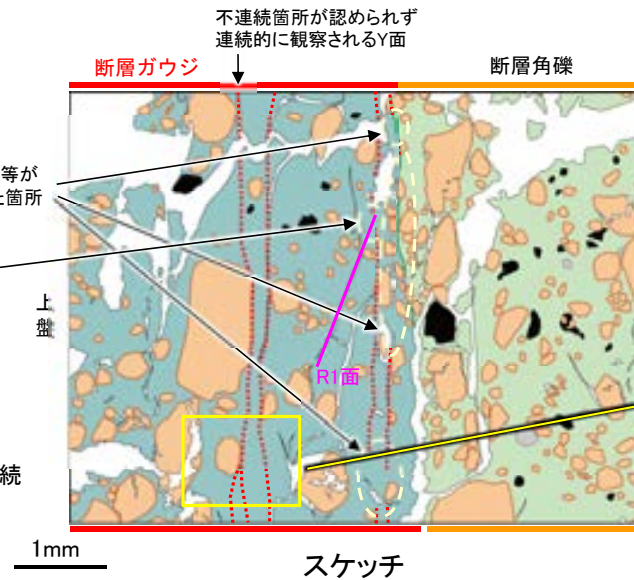 不連続箇所が認められず
連続的に観察されるY面
断層ガウジ
断層角礫
等が
箇所
上
盤
R1面
続
1mm
スケッチ